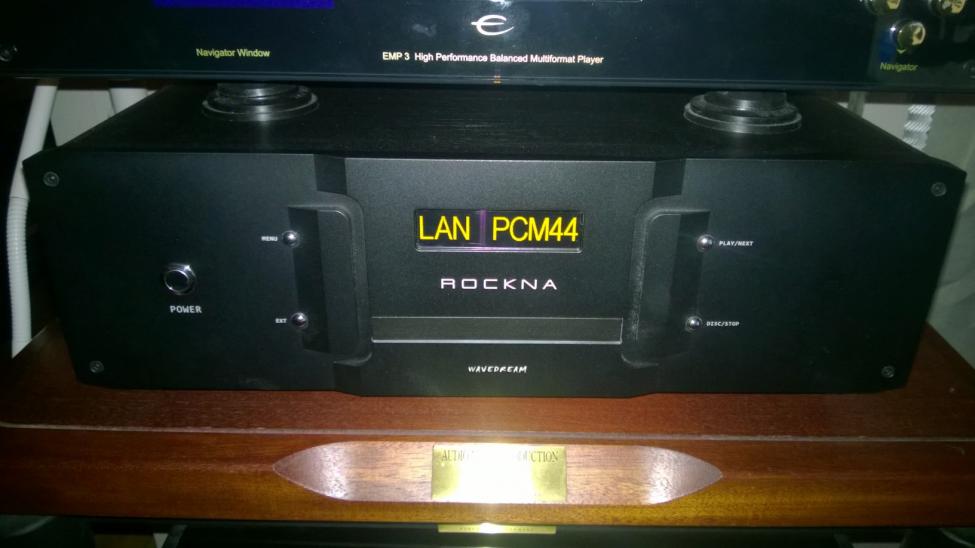 Navigator Window
EMP 3 High Performance Balanced Multiformat Player
Navigator
LAN PCM44
MENU
PLAY/NEXT
ROCKNA
POWER
EXT
DISC/STOP
WAVEDREAM
AUDIO